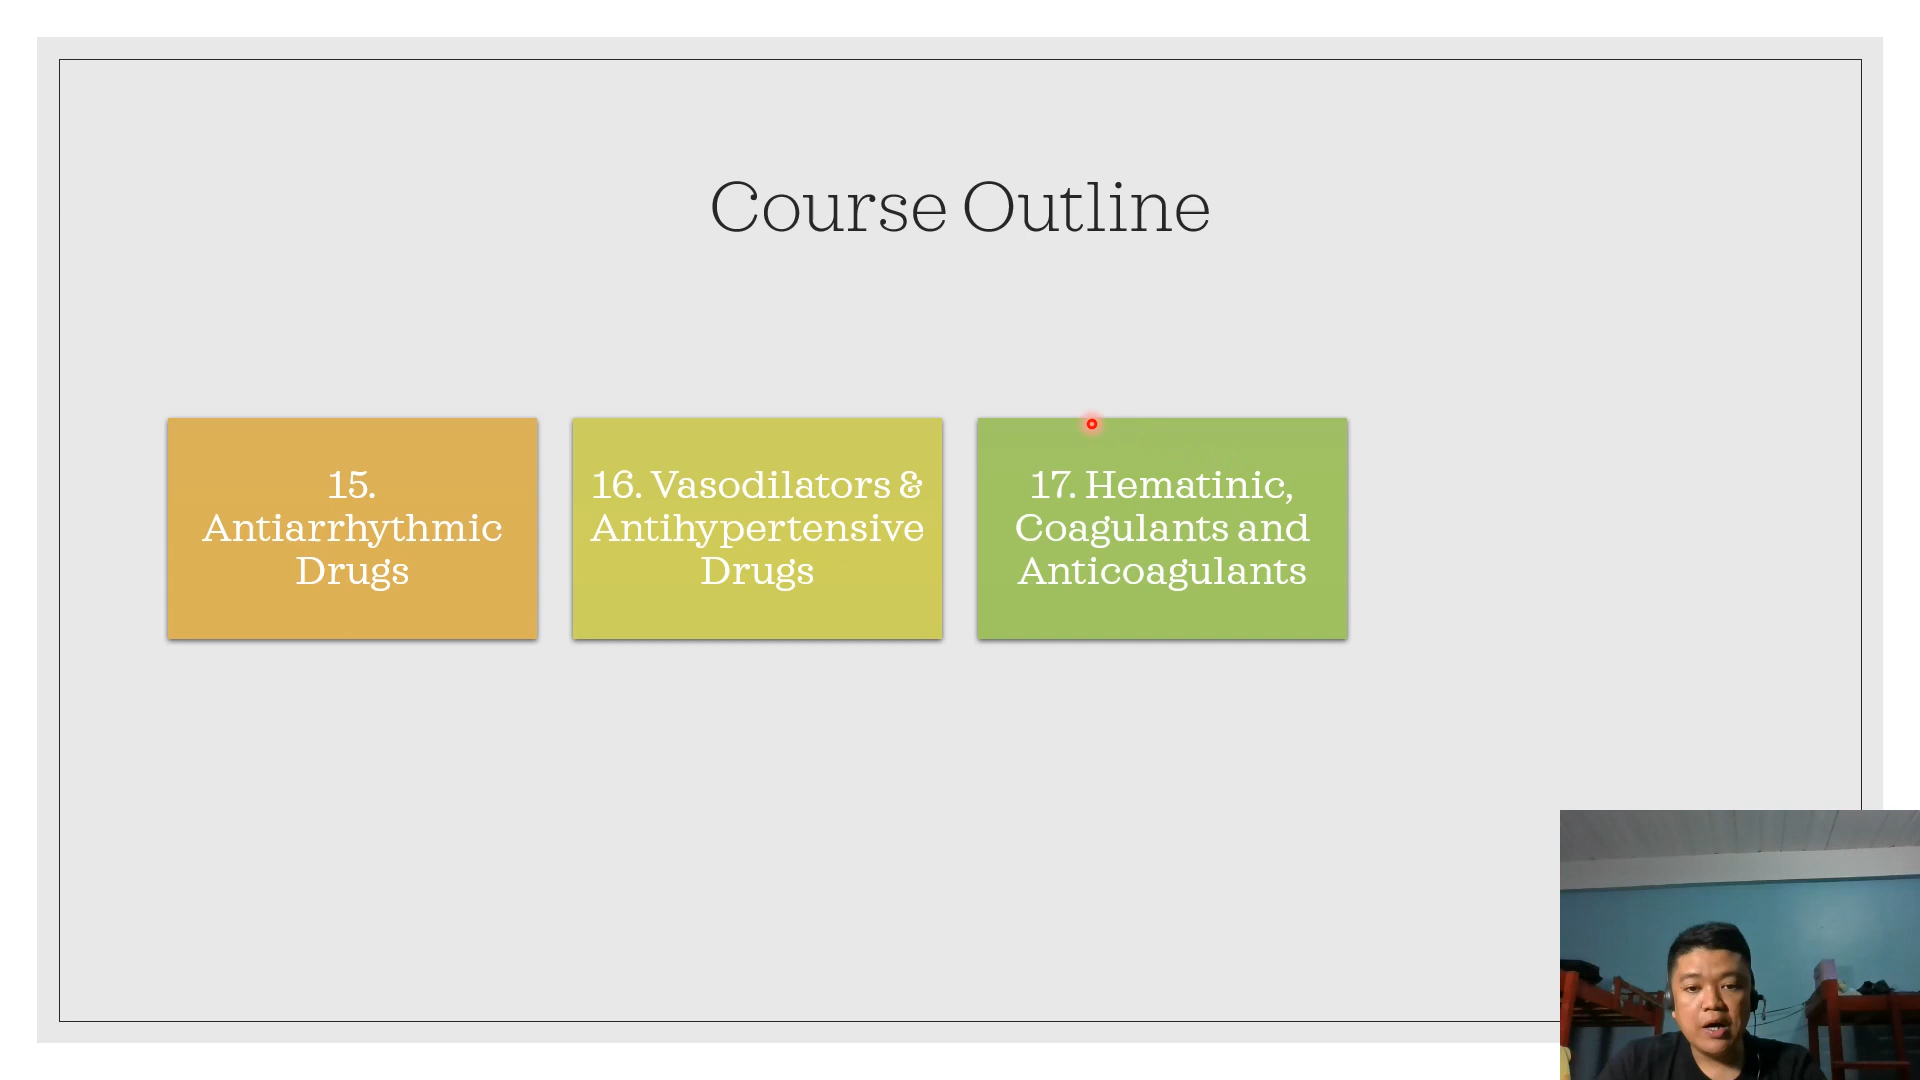 Course Outline
15.
Antiarrhythmic
Drugs
16. Vasodilators &
Antihypertensive
Drugs
17. Hematinic,
Coagulants and
Anticoagulants